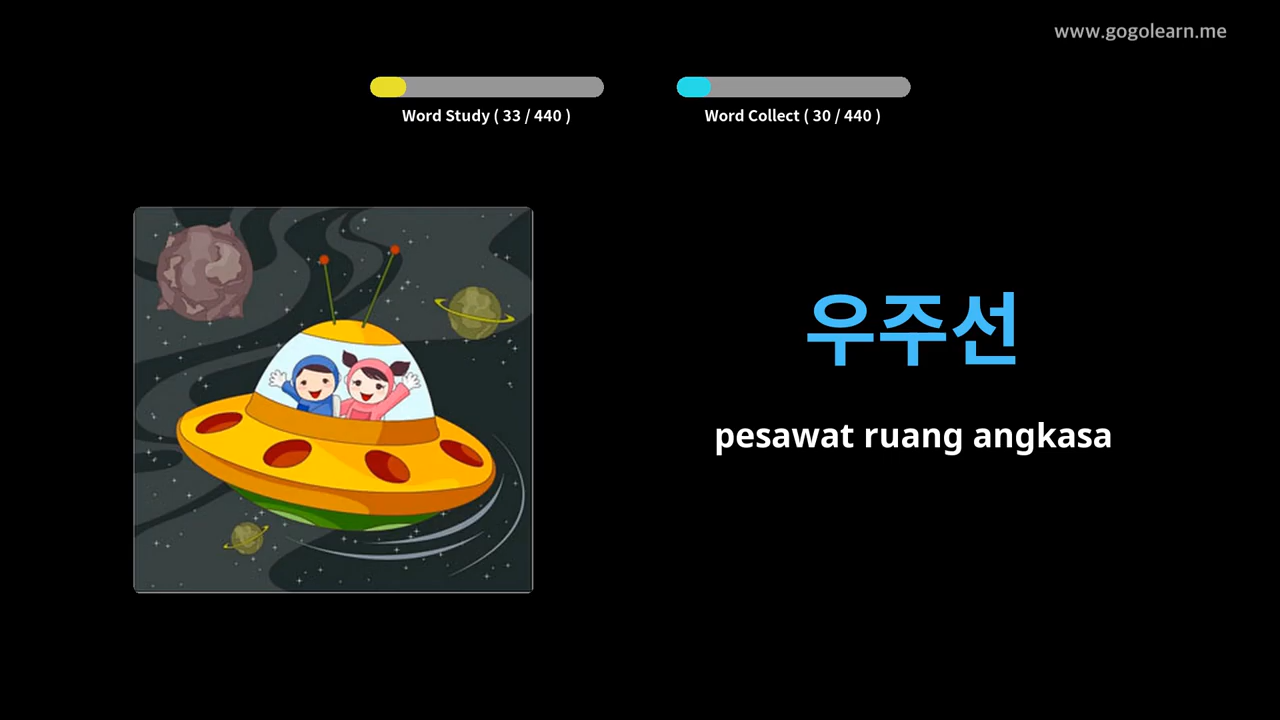 www.gogolearn.me
Word Study ( 33 / 440 )
Word Collect ( 30 / 440 )
우주선
pesawat ruang angkasa